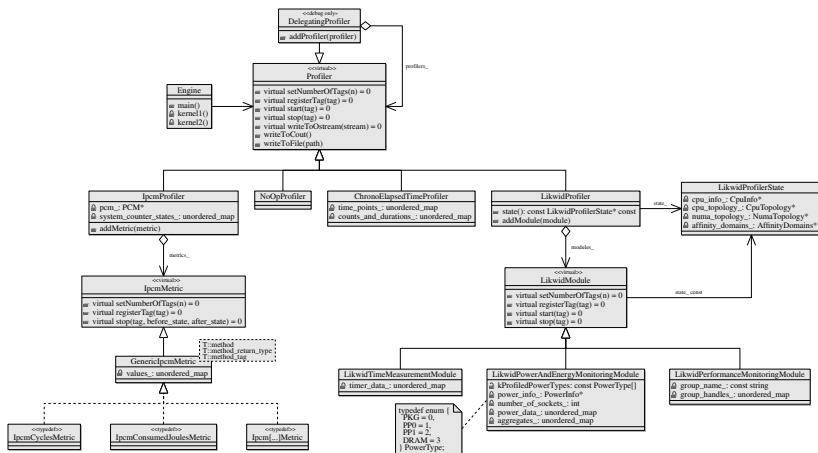 <<debug only>>
DelegatingProfiler
addProfiler(profiler)
profilers_
<<virtual>>
Profiler
virtual setNumberOfTags(n) = 0
virtual registerTag(tag) = 0
virtual start(tag) = 0
virtual stop(tag) = 0
virtual writeToOstream(stream) = 0
writeToCout()
writeToFile(path)
Engine
main()
kernel1()
kernel2()
IpcmProfiler
pcm_: PCM*
system_counter_states_: unordered_map
addMetric(metric)
NoOpProfiler
ChronoElapsedTimeProfiler
time_points_: unordered_map
counts_and_durations_: unordered_map
LikwidProfiler
state(): const LikwidProfilerState* const
addModule(module)
state_
LikwidProfilerState
cpu_info_: CpuInfo*
cpu_topology_: CpuTopology*
numa_topology_: NumaTopology*
affinity_domains_: AffinityDomains*
metrics_
modules_
<<virtual>>
IpcmMetric
virtual setNumberOfTags(n) = 0
virtual registerTag(tag) = 0
virtual stop(tag, before_state, after_state) = 0
<<virtual>>
LikwidModule
virtual setNumberOfTags(n) = 0
virtual registerTag(tag) = 0
virtual start(tag) = 0
virtual stop(tag) = 0
state_ const
T::method
T::method_return_type
T::method_tag
GenericIpcmMetric
values_: unordered_map
LikwidTimeMeasurementModule
timer_data_: unordered_map
LikwidPowerAndEnergyMonitoringModule
kProfiledPowerTypes: const PowerType[]
power_info_: PowerInfo*
number_of_sockets_: int
power_data_: unordered_map
aggregates_: unordered_map
LikwidPerformanceMonitoringModule
group_name_: const string
group_handles_: unordered_map
typedef enum {
PKG = 0,
PP0 = 1,
PP1 = 2,
DRAM = 3
} PowerType;
<<typedef>>
IpcmCyclesMetric
<<typedef>>
IpcmConsumedJoulesMetric
<<typedef>>
Ipcm[...]Metric